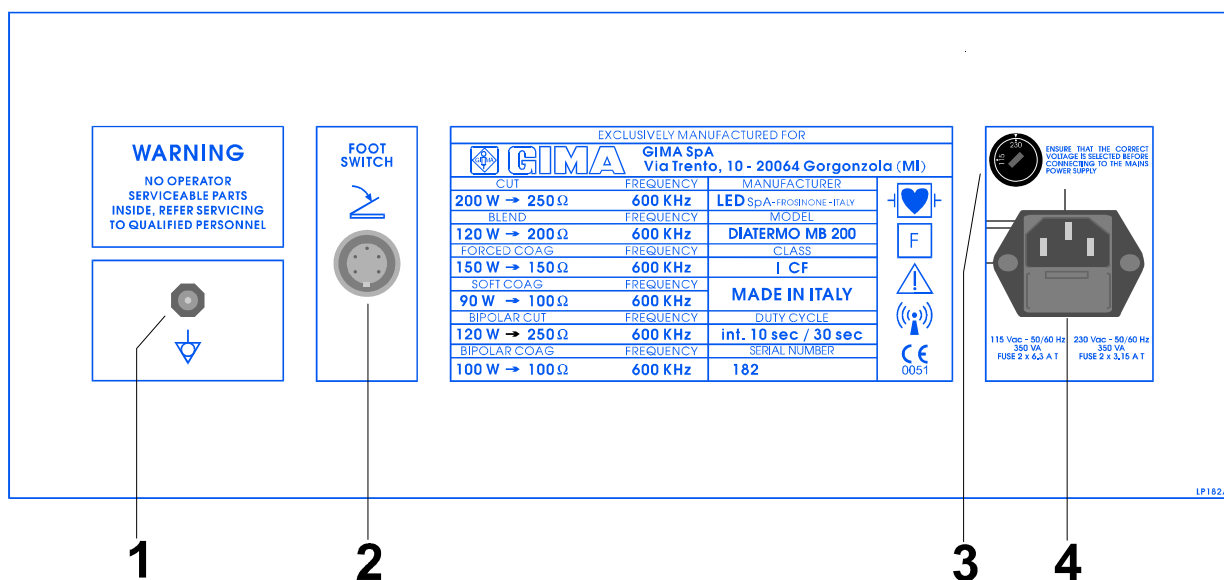 WARNING
NO OPERATOR
SERVICEABLE PARTS
INSIDE, REFER SERVICING
TO QUALIFIED PERSONNEL
FOOT
SWITCH
EXCLUSIVELY MANUFACTURED FOR
GIMA GIMA SpA
Via Trento, 10 - 20064 Gorgonzola (MI)
CUT FREQUENCY MANUFACTURER
200 W → 250 Ω 600 KHz LED SpA-FROSINONE-ITALY
BLEND FREQUENCY MODEL
120 W → 200 Ω 600 KHz DIATERMO MB 200
FORCED COAG FREQUENCY CLASS
150 W → 150 Ω 600 KHz I CF
SOFT COAG FREQUENCY
90 W → 100 Ω 600 KHz MADE IN ITALY
BIPOLAR CUT FREQUENCY DUTY CYCLE
120 W → 250 Ω 600 KHz int. 10 sec / 30 sec
BIPOLAR COAG FREQUENCY SERIAL NUMBER
100 W → 100 Ω 600 KHz 182
F
CE
0051
115 230
ENSURE THAT THE CORRECT
VOLTAGE IS SELECTED BEFORE
CONNECTING TO THE MAINS
POWER SUPPLY
115 Vac - 50/60 Hz
350 VA
FUSE 2 x 6.3 A T
230 Vac - 50/60 Hz
350 VA
FUSE 2 x 3.15 A T
1 2 3 4